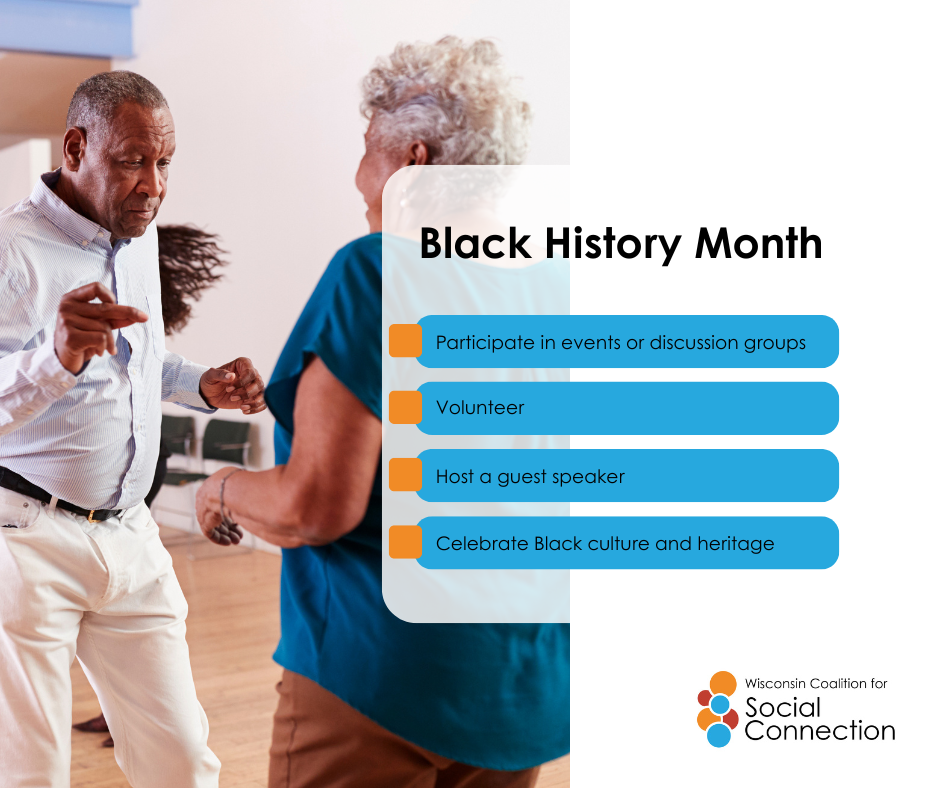 Black History Month
Participate in events or discussion groups
Volunteer
Host a guest speaker
Celebrate Black culture and heritage
Wisconsin Coalition for
Social
Connection